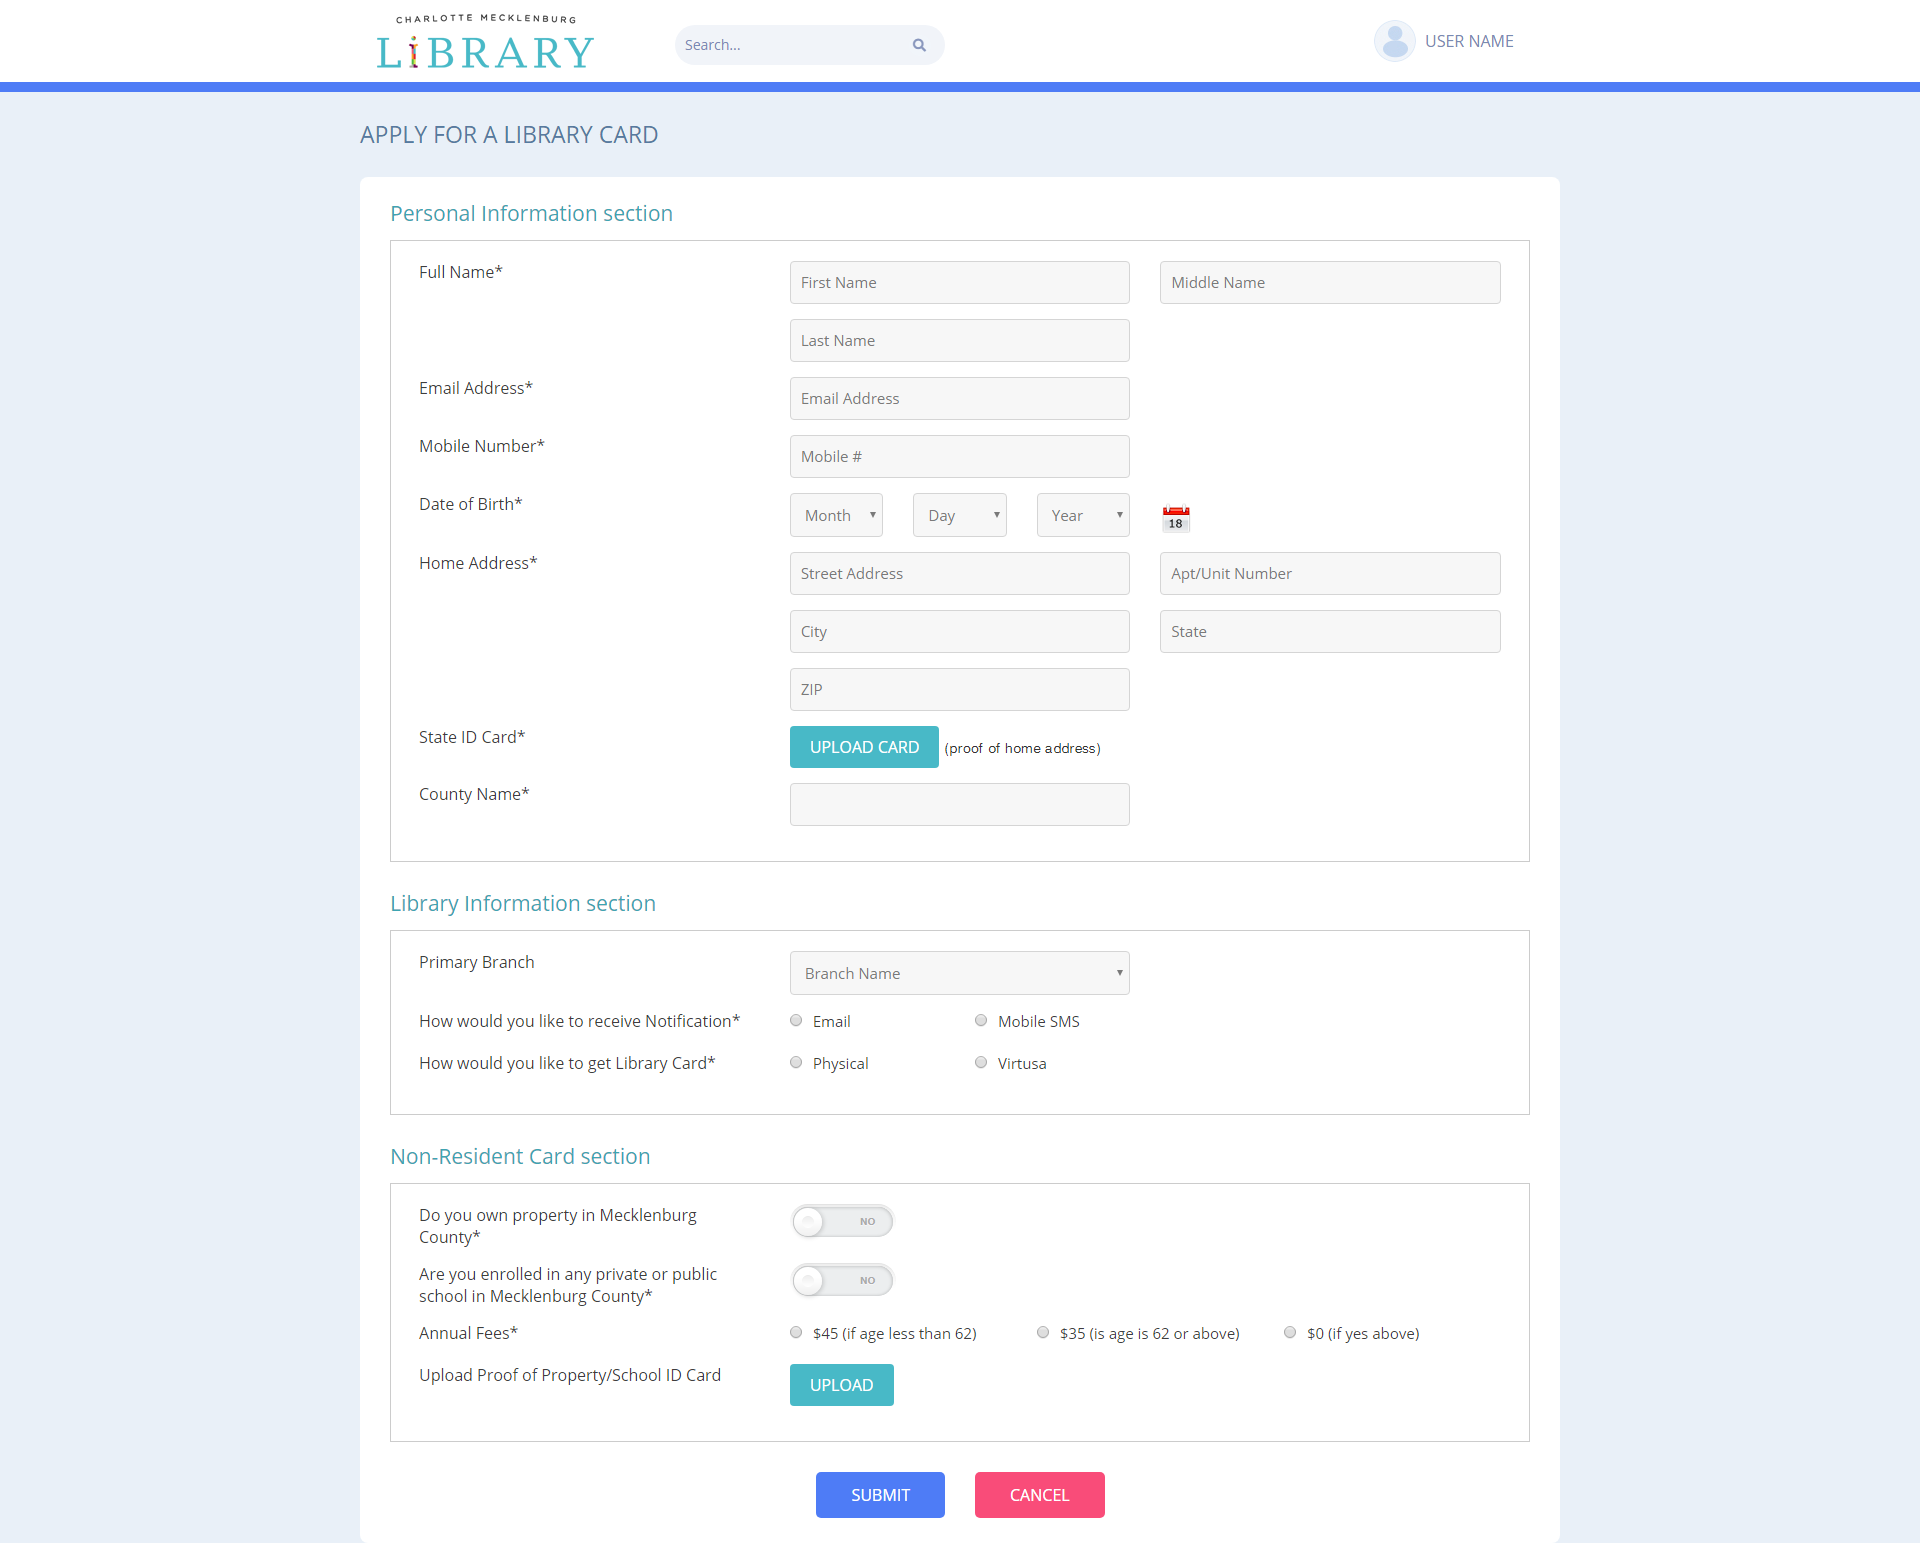 CHARLOTTE MECKLENBURG
LiBRARY
Search...
USER NAME
APPLY FOR A LIBRARY CARD
Personal Information section
Full Name*
First Name
Middle Name
Last Name
Email Address*
Email Address
Mobile Number*
Mobile #
Date of Birth*
Month
Day
Year
18
Home Address*
Street Address
Apt/Unit Number
City
State
ZIP
State ID Card*
UPLOAD CARD
(proof of home address)
County Name*
Library Information section
Primary Branch
Branch Name
How would you like to receive Notification*
Email
Mobile SMS
How would you like to get Library Card*
Physical
Virtusa
Non-Resident Card section
Do you own property in Mecklenburg
County*
NO
Are you enrolled in any private or public
school in Mecklenburg County*
NO
Annual Fees*
$45 (if age less than 62)
$35 (is age is 62 or above)
$0 (if yes above)
Upload Proof of Property/School ID Card
UPLOAD
SUBMIT
CANCEL